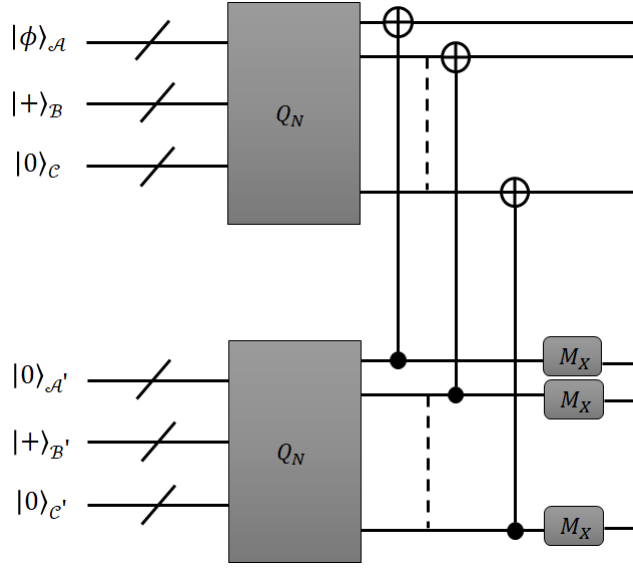 |ϕ⟩𝒜
|+⟩ℬ
|0⟩𝒞
Q_N
|0⟩𝒜'
|+⟩ℬ'
|0⟩𝒞'
Q_N
M_X
M_X
M_X